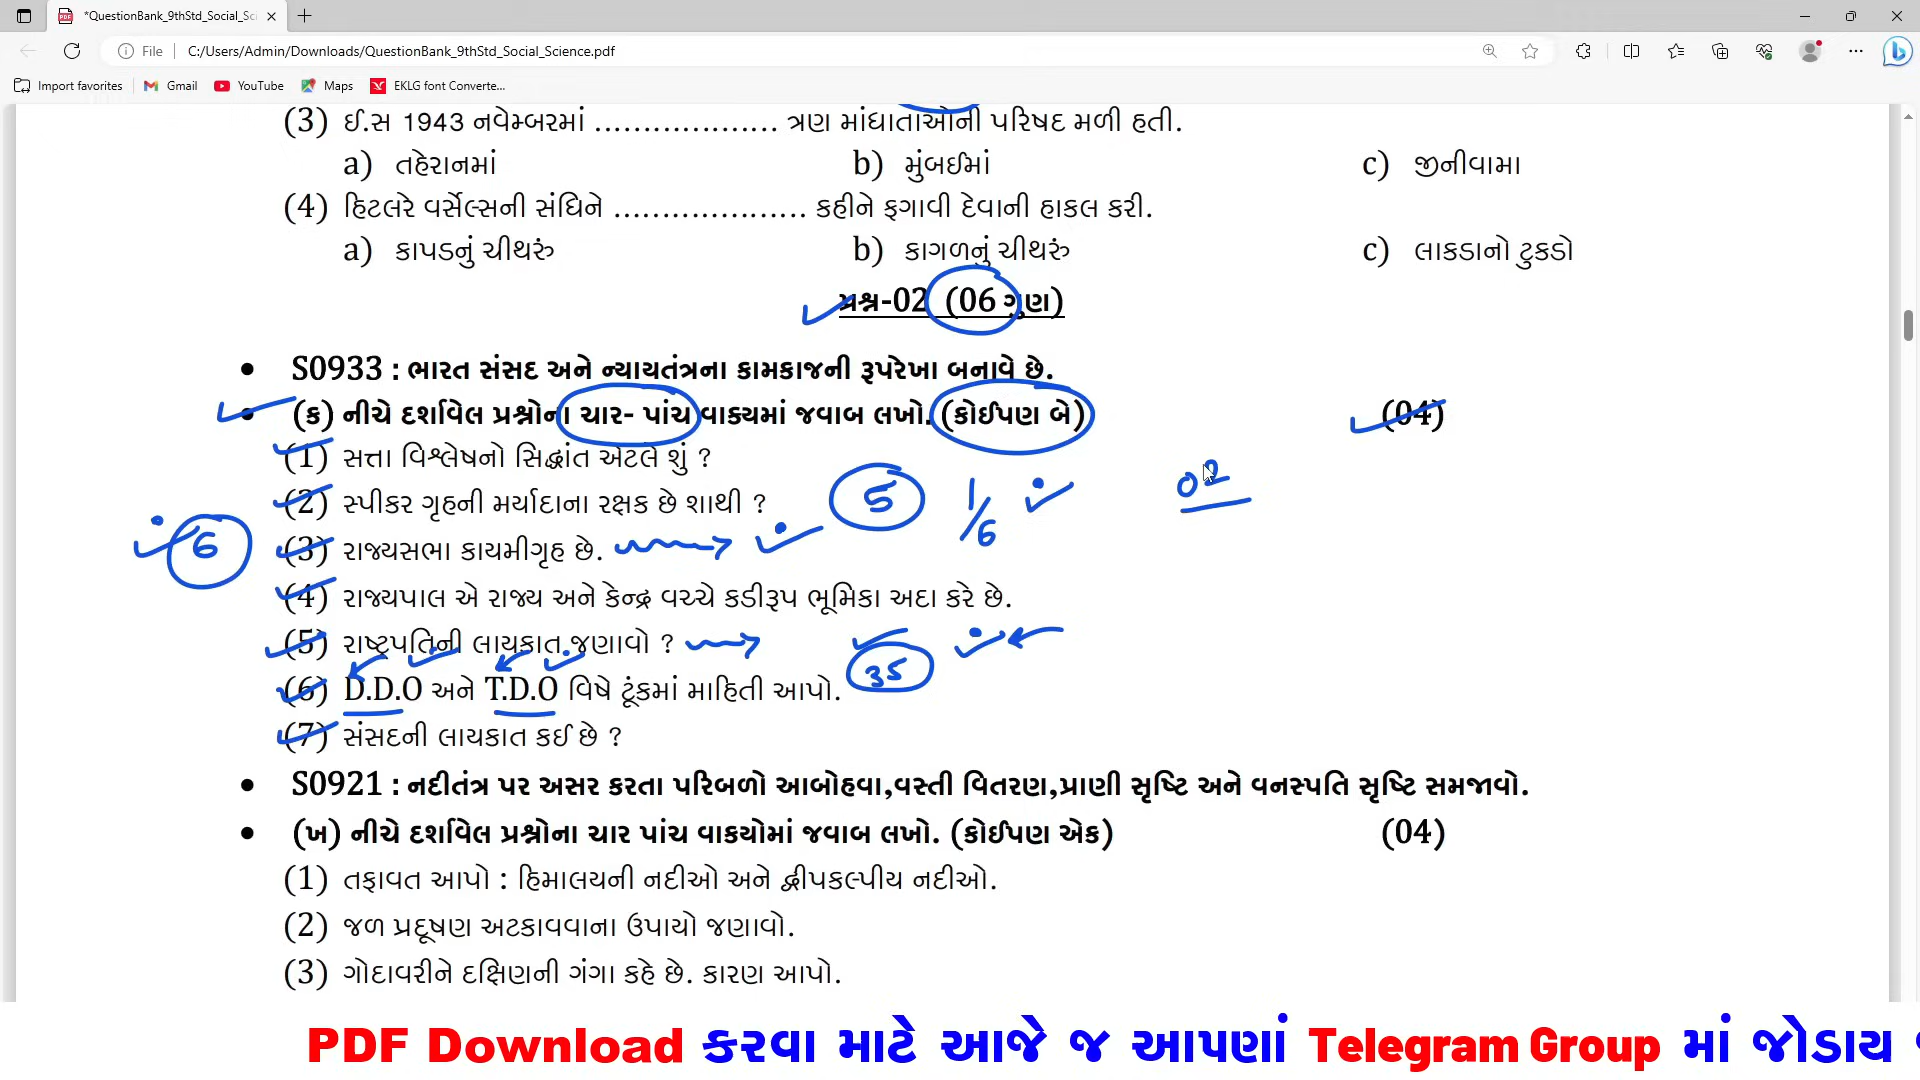 *QuestionBank_9thStd_Social_Sc
File C:/Users/Admin/Downloads/QuestionBank_9thStd_Social_Science.pdf
Import favorites Gmail YouTube Maps EKLG font Converte...
(3) ઈ.સ 1943 નવેમ્બરમાં ..................... ત્રણ માંધાતાઓની પરિષદ મળી હતી.
a) તહેરાનમાં b) મુંબઈમાં c) જીનીવામા
(4) હિટલરે વર્સેલ્સની સંધિને ..................... કહીને ફગાવી દેવાની હાકલ કરી.
a) કાપડનું ચીથરું b) કાગળનું ચીથરું c) લાકડાનો ટુકડો
પ્રશ્ન-02 (06 ગુણ)
• S0933 : ભારત સંસદ અને ન્યાયતંત્રના કામકાજની રૂપરેખા બનાવે છે.
• (ક) નીચે દર્શાવેલ પ્રશ્નોના ચાર- પાંચ વાક્યમાં જવાબ લખો. (કોઈપણ બે) (04)
(1) સત્તા વિશ્લેષનો સિદ્ધાંત એટલે શું ?
(2) સ્પીકર ગૃહની મર્યાદાના રક્ષક છે શાથી ? 5 1/6 02
6 (3) રાજ્યસભા કાયમીગૃહ છે.
(4) રાજ્યપાલ એ રાજ્ય અને કેન્દ્ર વચ્ચે કડીરૂપ ભૂમિકા અદા કરે છે.
(5) રાષ્ટ્રપતિની લાયકાત જણાવો ? 35
(6) D.D.O અને T.D.O વિષે ટૂંકમાં માહિતી આપો.
(7) સંસદની લાયકાત કઈ છે ?
• S0921 : નદીતંત્ર પર અસર કરતા પરિબળો આબોહવા,વસ્તી વિતરણ,પ્રાણી સૃષ્ટિ અને વનસ્પતિ સૃષ્ટિ સમજાવો.
• (ખ) નીચે દર્શાવેલ પ્રશ્નોના ચાર પાંચ વાકયોમાં જવાબ લખો. (કોઈપણ એક) (04)
(1) તફાવત આપો : હિમાલયની નદીઓ અને દ્વીપકલ્પીય નદીઓ.
(2) જળ પ્રદૂષણ અટકાવવાના ઉપાયો જણાવો.
(3) ગોદાવરીને દક્ષિણની ગંગા કહે છે. કારણ આપો.
PDF Download કરવા માટે આજે જ આપણાં Telegram Group માં જોડાય